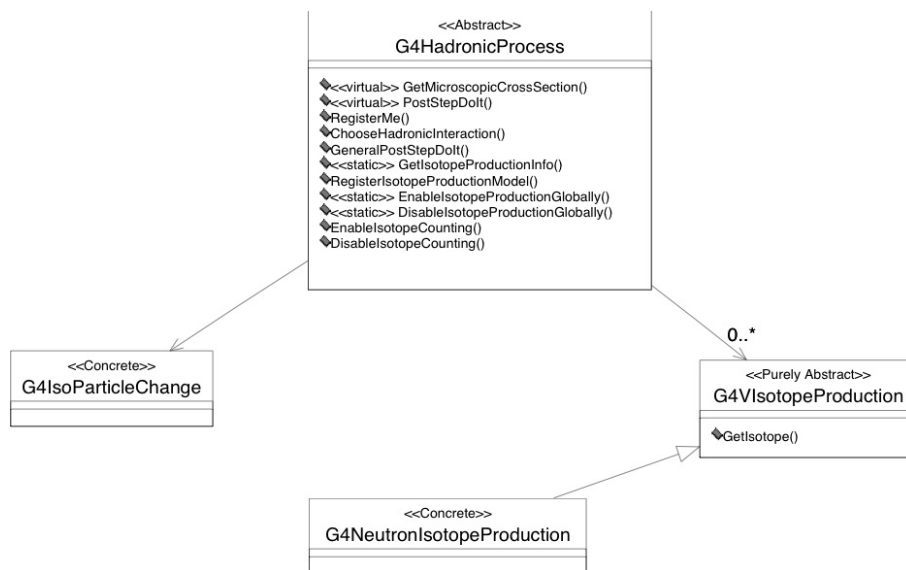 <<Abstract>>
G4HadronicProcess
<<virtual>> GetMicroscopicCrossSection()
<<virtual>> PostStepDoIt()
RegisterMe()
ChooseHadronicInteraction()
GeneralPostStepDoIt()
<<static>> GetIsotopeProductionInfo()
RegisterIsotopeProductionModel()
<<static>> EnableIsotopeProductionGlobally()
<<static>> DisableIsotopeProductionGlobally()
EnableIsotopeCounting()
DisableIsotopeCounting()
0..*
<<Concrete>>
G4IsoParticleChange
<<Purely Abstract>>
G4VIsotopeProduction
GetIsotope()
<<Concrete>>
G4NeutronIsotopeProduction